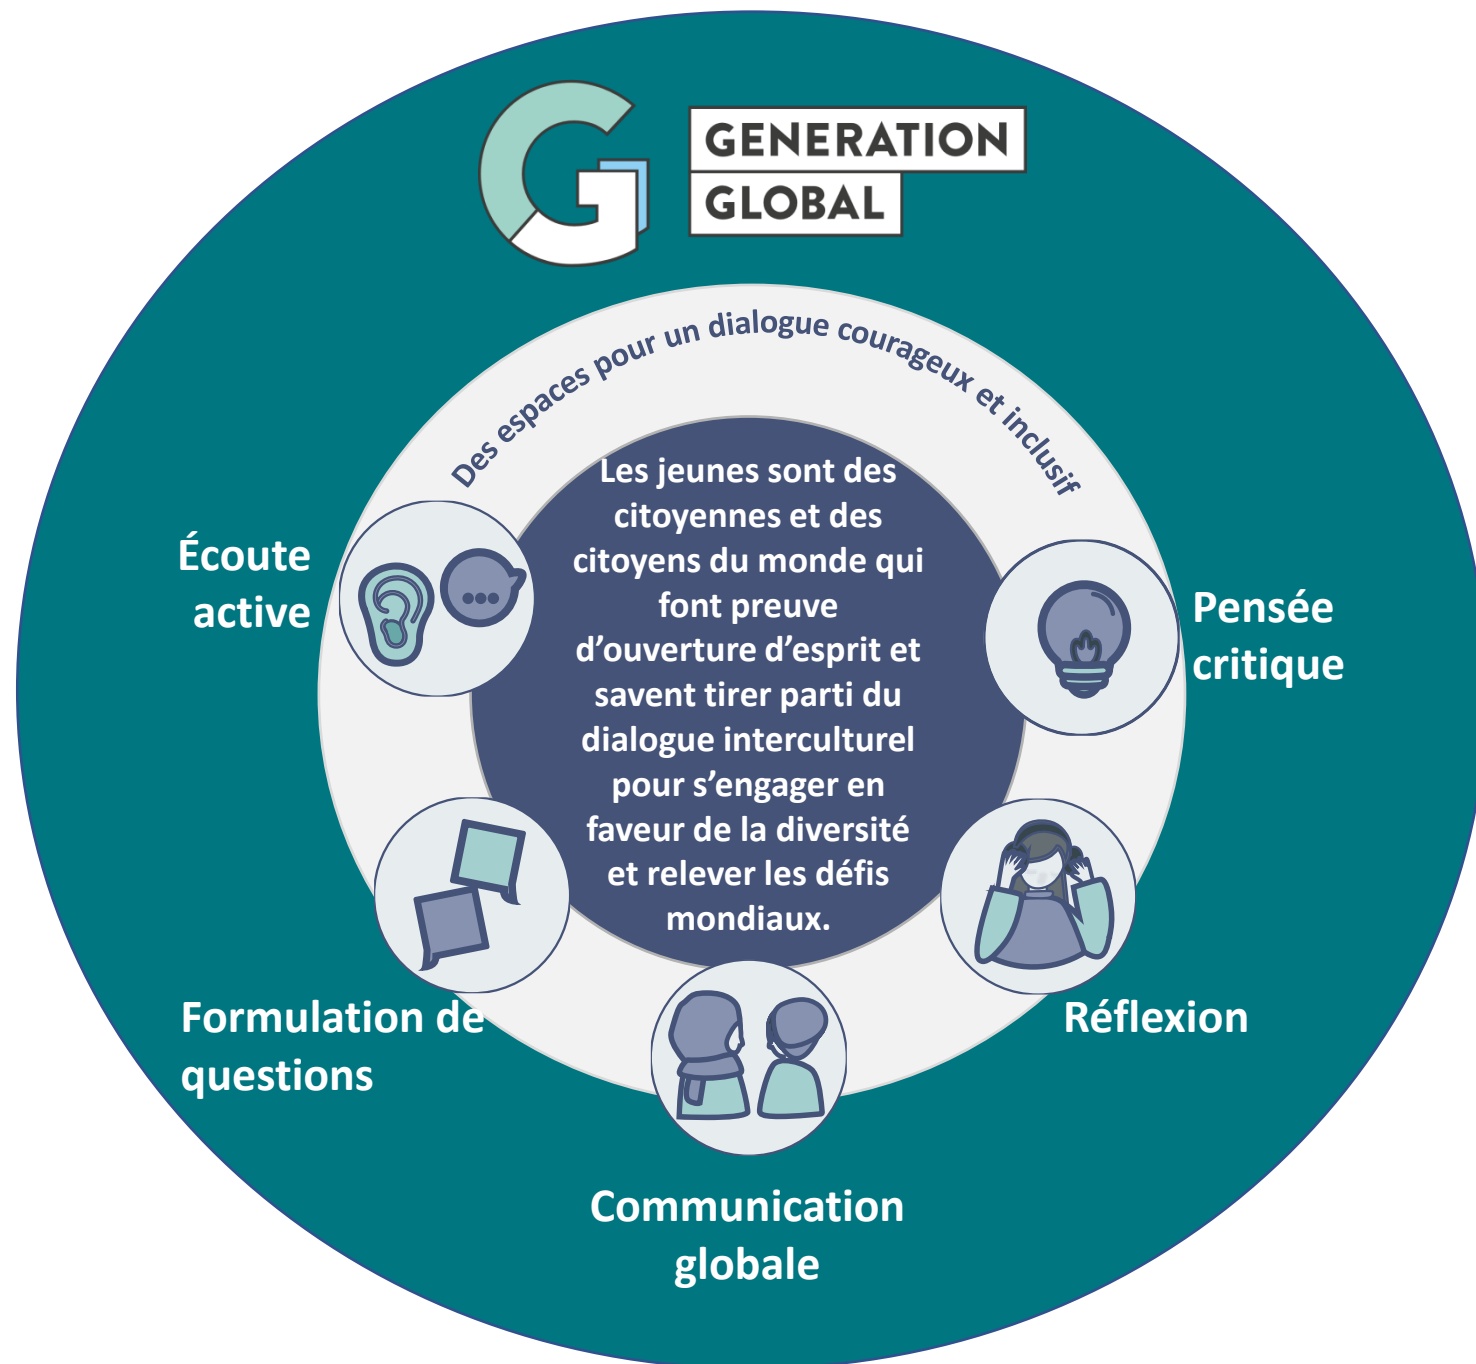 GENERATION
GLOBAL
Des espaces pour un dialogue courageux et inclusif
Les jeunes sont des
citoyennes et des
citoyens du monde qui
font preuve
d’ouverture d’esprit et
savent tirer parti du
dialogue interculturel
pour s’engager en
faveur de la diversité
et relever les défis
mondiaux.
Écoute
active
Pensée
critique
Formulation de
questions
Réflexion
Communication
globale